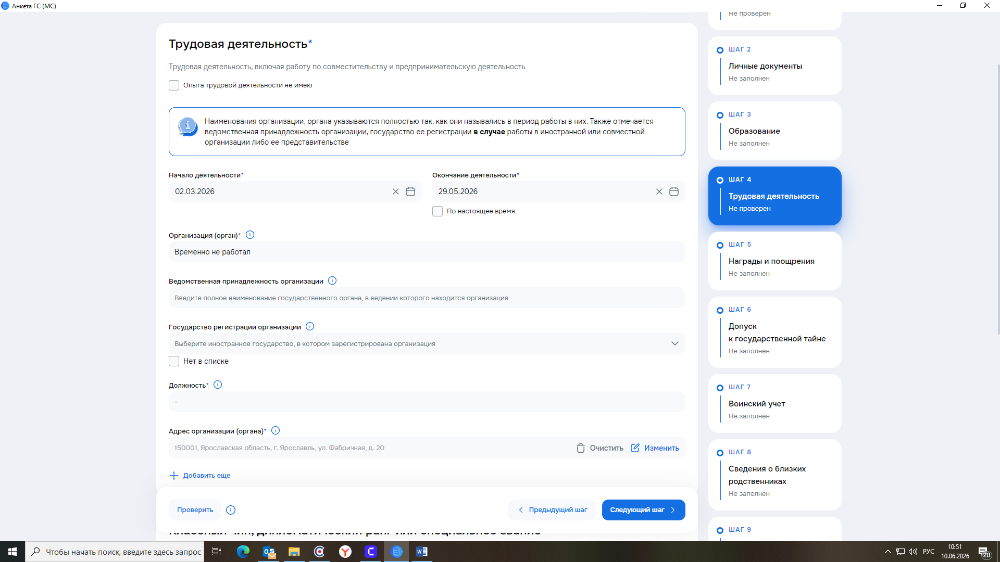 Анкета ГС (МС)
Трудовая деятельность*
Трудовая деятельность, включая работу по совместительству и предпринимательскую деятельность
Опыта трудовой деятельности не имею
Наименования организации, органа указываются полностью так, как они назывались в период работы в них. Также отмечается
ведомственная принадлежность организации, государство ее регистрации в случае работы в иностранной или совместной
организации либо ее представительстве
Начало деятельности*
02.03.2026
Окончание деятельности*
29.05.2026
По настоящее время
Организация (орган)*
Временно не работал
Ведомственная принадлежность организации
Введите полное наименование государственного органа, в ведении которого находится организация
Государство регистрации организации
Выберите иностранное государство, в котором зарегистрирована организация
Нет в списке
Должность*
-
Адрес организации (органа)*
150001, Ярославская область, г. Ярославль, ул. Фабричная, д. 20
Очистить
Изменить
Добавить еще
Проверить
Предыдущий шаг
Следующий шаг
Классный чин, дипломатический ранг или специальное звание
Не проверен
ШАГ 2
Личные документы
Не заполнен
ШАГ 3
Образование
Не заполнен
ШАГ 4
Трудовая деятельность
Не проверен
ШАГ 5
Награды и поощрения
Не заполнен
ШАГ 6
Допуск
к государственной тайне
Не заполнен
ШАГ 7
Воинский учет
Не заполнен
ШАГ 8
Сведения о близких
родственниках
Не заполнен
ШАГ 9
Чтобы начать поиск, введите здесь запрос
РУС
10:51
10.06.2026
20